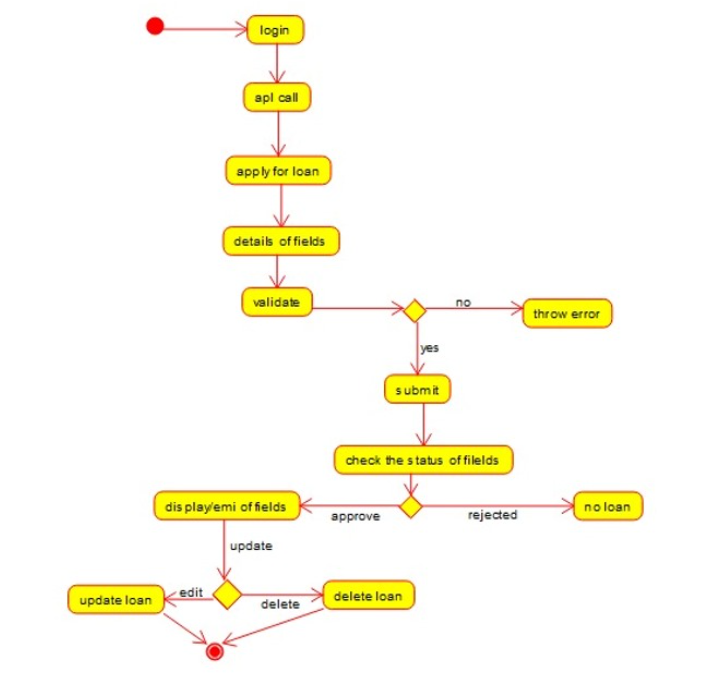 login
apl call
apply for loan
details of fields
validate
no
throw error
yes
submit
check the status of filelds
display/emi of fields
approve
rejected
no loan
update
update loan
edit
delete
delete loan